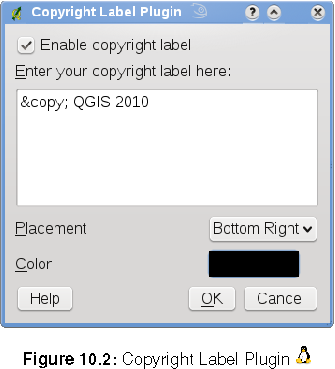 Copyright Label Plugin
Enable copyright label
Enter your copyright label here:
&copy; QGIS 2010
Placement Bottom Right
Color
Help OK Cance
Figure 10.2: Copyright Label Plugin